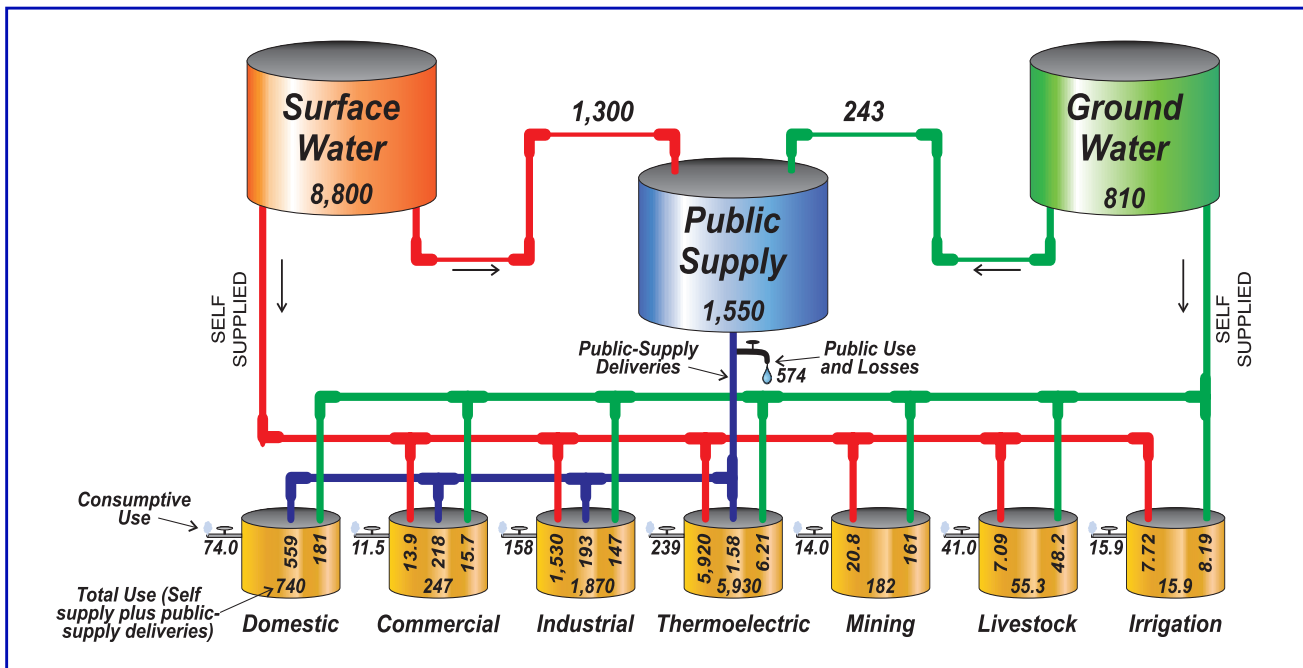 Surface
Water
8,800
1,300
243
Ground
Water
810
Public
Supply
1,550
SELF
SUPPLIED
SELF
SUPPLIED
Public-Supply
Deliveries
Public Use
and Losses
574
Consumptive
Use
74.0
559
181
740
11.5
13.9
218
15.7
247
158
1,530
193
147
1,870
239
5,920
1.58
6.21
5,930
14.0
20.8
161
182
41.0
7.09
48.2
55.3
15.9
7.72
8.19
15.9
Total Use (Self
supply plus public-
supply deliveries)
Domestic
Commercial
Industrial
Thermoelectric
Mining
Livestock
Irrigation